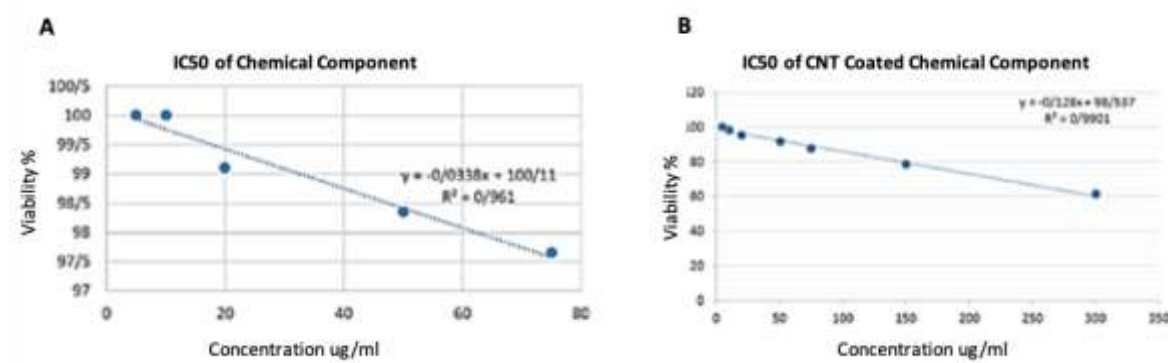 A
IC50 of Chemical Component
100/5
100
99/5
99
98/5
98
97/5
97
Viability %
y = -0/0338x + 100/11
R² = 0/961
0
20
40
60
80
Concentration ug/ml
B
IC50 of CNT Coated Chemical Component
120
100
80
60
40
20
0
Viability %
y = -0/128x + 98/537
R² = 0/9901
0
50
100
150
200
250
300
350
Concentration ug/ml